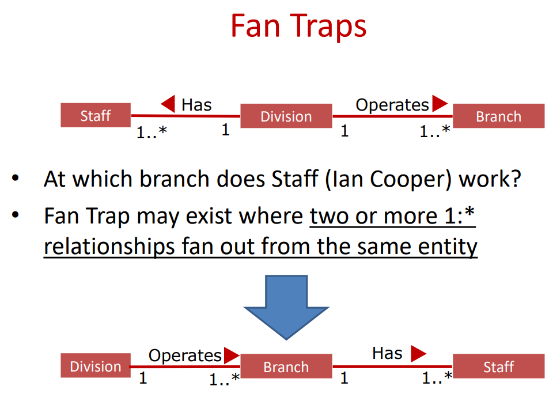 Fan Traps
Has
Operates
Staff
Division
Branch
1..*
1
1
1..*
• At which branch does Staff (Ian Cooper) work?
• Fan Trap may exist where two or more 1:*
relationships fan out from the same entity
Operates
Has
Division
Branch
Staff
1
1..*
1
1..*